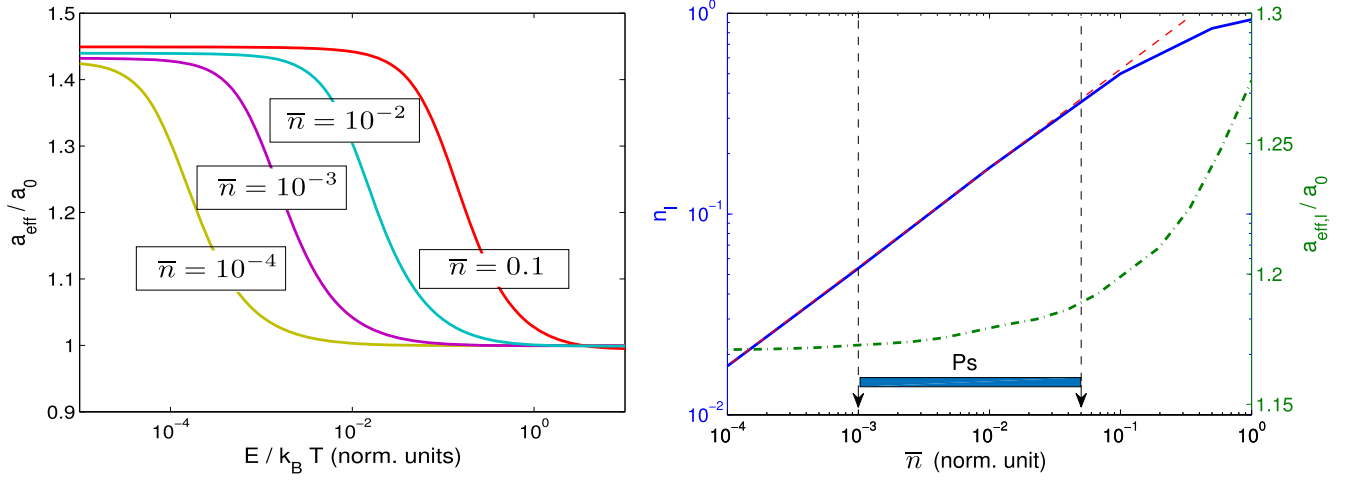 1.5
1.4
1.3
1.2
1.1
1
0.9
a_eff / a_0
n̅ = 10^−2
n̅ = 10^−3
n̅ = 10^−4
n̅ = 0.1
10^−4
10^−2
10^0
E / k_B T (norm. units)
10^0
10^−1
10^−2
n_l
1.3
1.25
1.2
1.15
a_eff,l / a_0
Ps
10^−4
10^−3
10^−2
10^−1
10^0
n̅ (norm. unit)